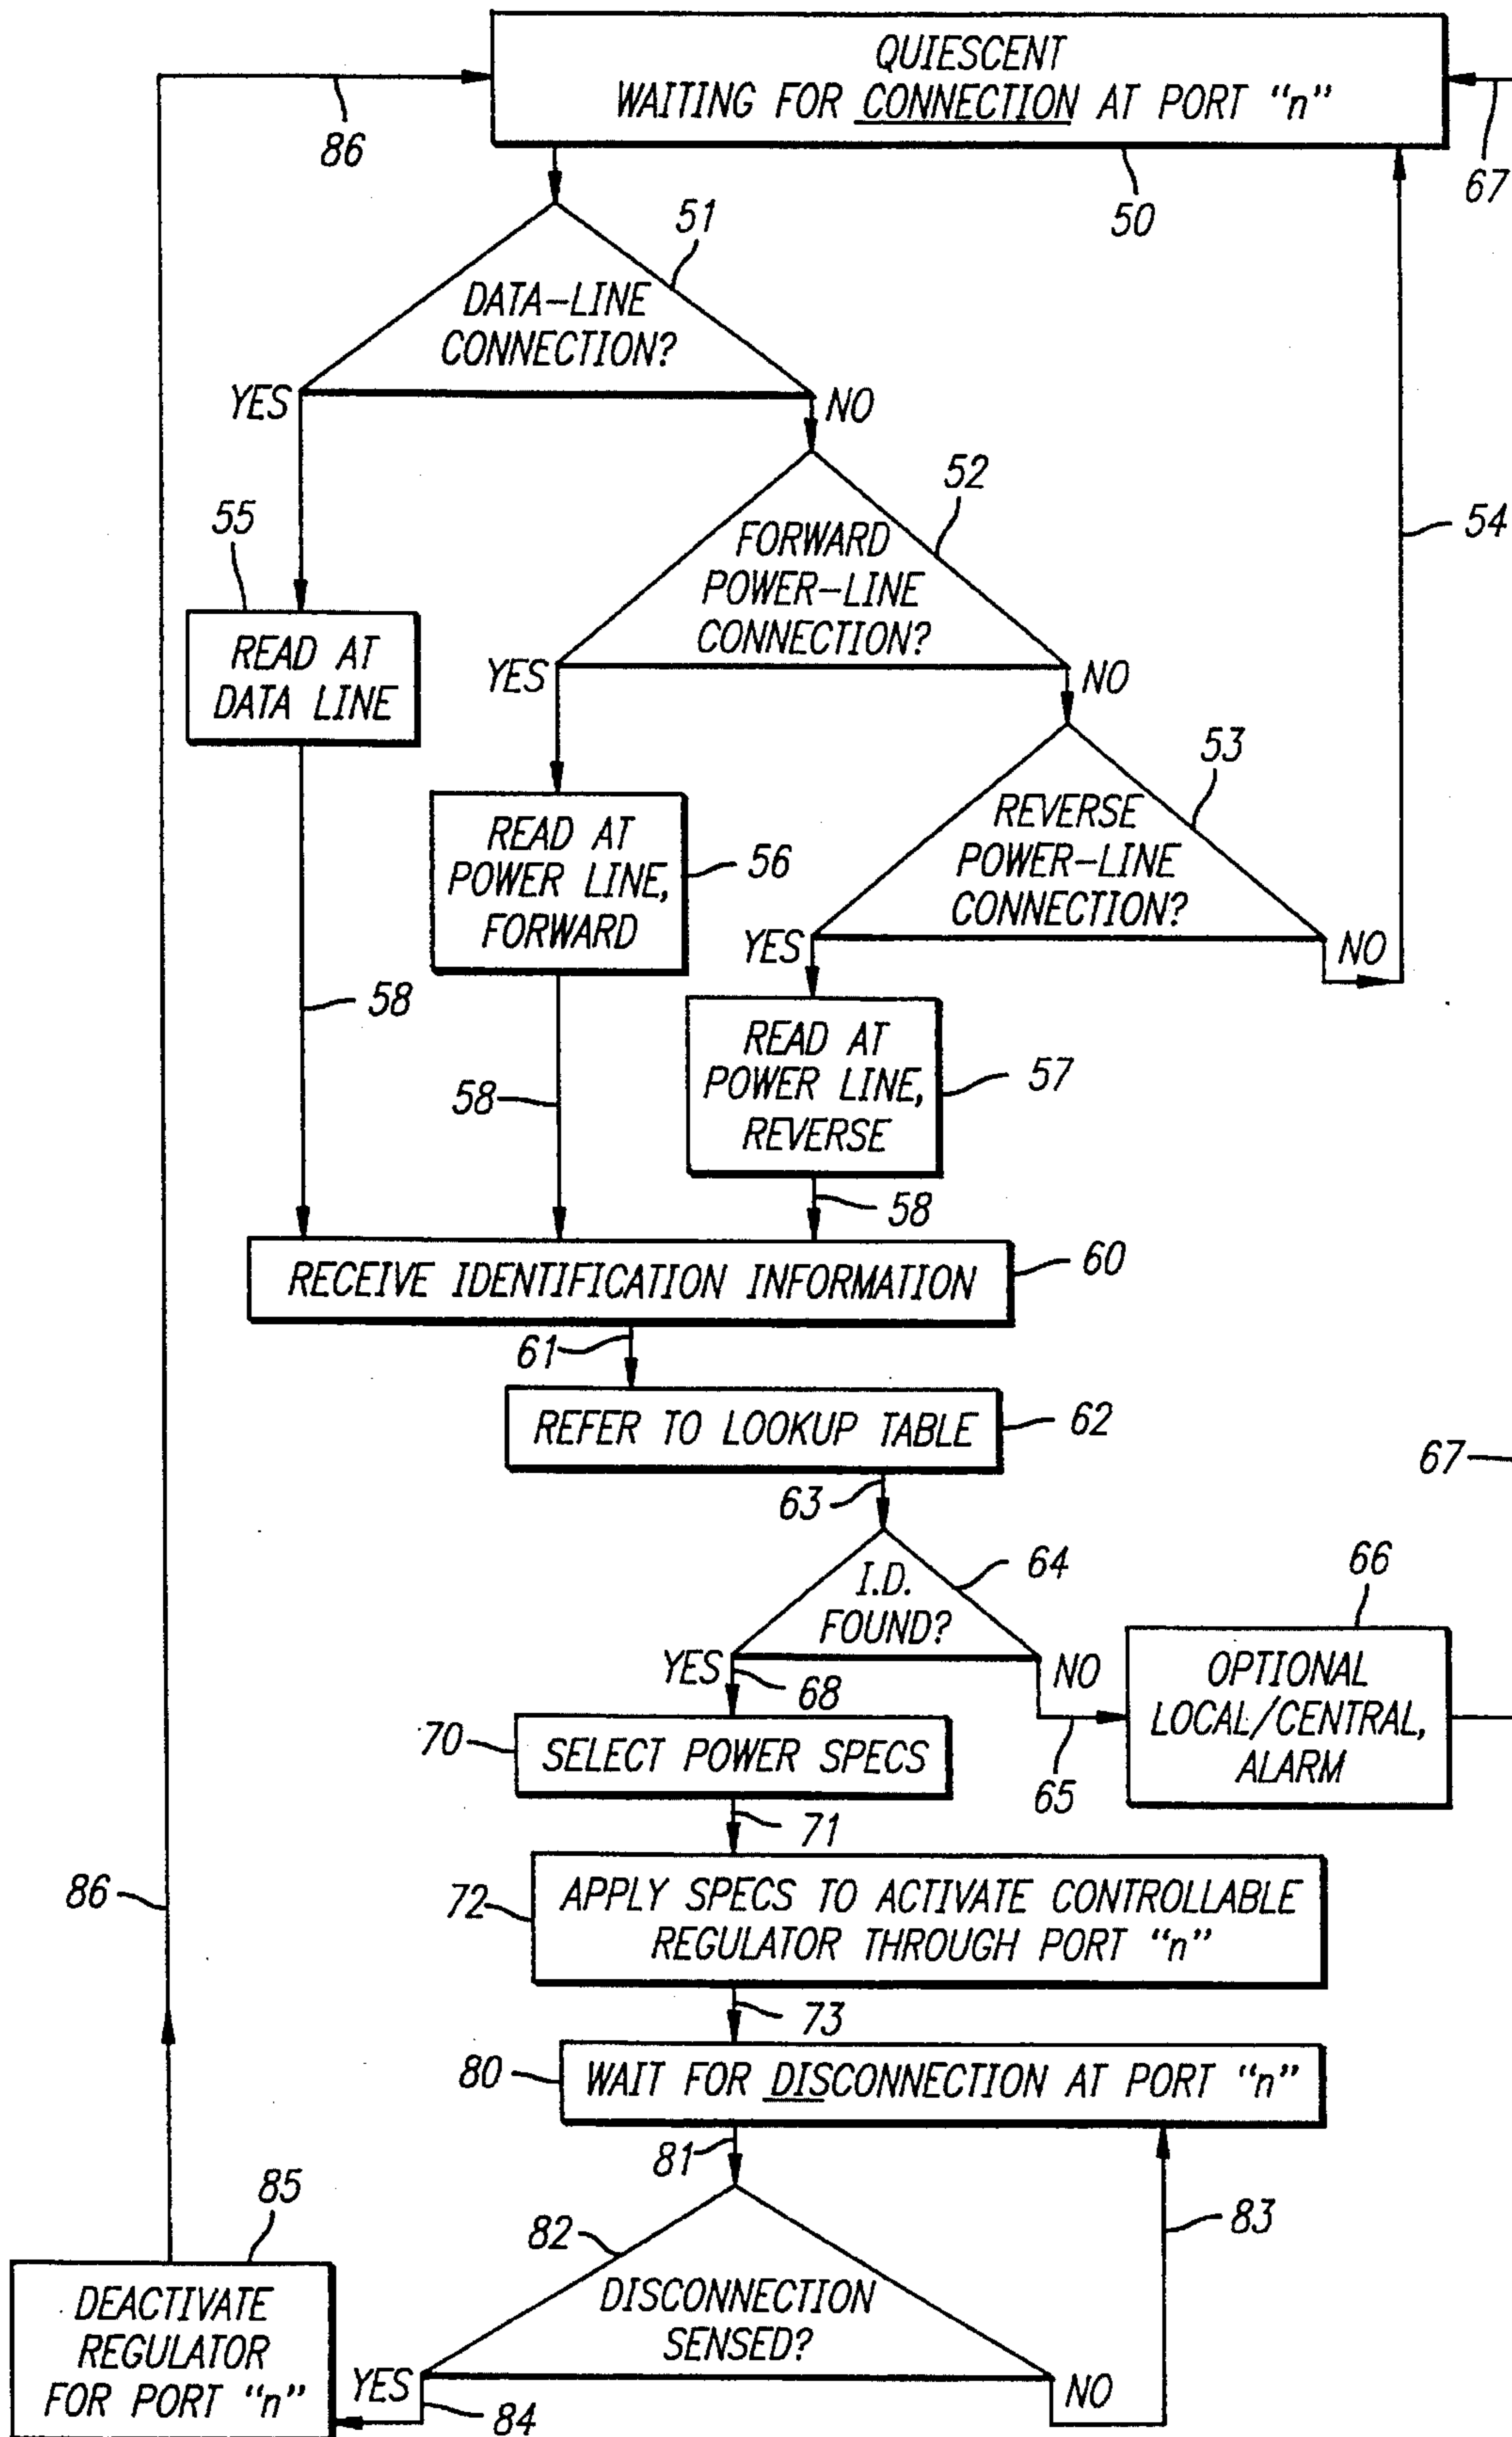 QUIESCENT
WAITING FOR CONNECTION AT PORT "n"
86
67
50
51
DATA-LINE
CONNECTION?
YES
NO
52
54
55
FORWARD
POWER-LINE
CONNECTION?
READ AT
DATA LINE
YES
NO
53
REVERSE
POWER-LINE
CONNECTION?
READ AT
POWER LINE,
FORWARD
56
YES
NO
58
READ AT
POWER LINE,
REVERSE
57
58
58
RECEIVE IDENTIFICATION INFORMATION
60
61
REFER TO LOOKUP TABLE
62
67
63
I.D.
FOUND?
64
66
YES
68
NO
OPTIONAL
LOCAL/CENTRAL,
ALARM
70
SELECT POWER SPECS
65
71
86
72
APPLY SPECS TO ACTIVATE CONTROLLABLE
REGULATOR THROUGH PORT "n"
73
80
WAIT FOR DISCONNECTION AT PORT "n"
81
85
82
83
DISCONNECTION
SENSED?
DEACTIVATE
REGULATOR
FOR PORT "n"
YES
NO
84